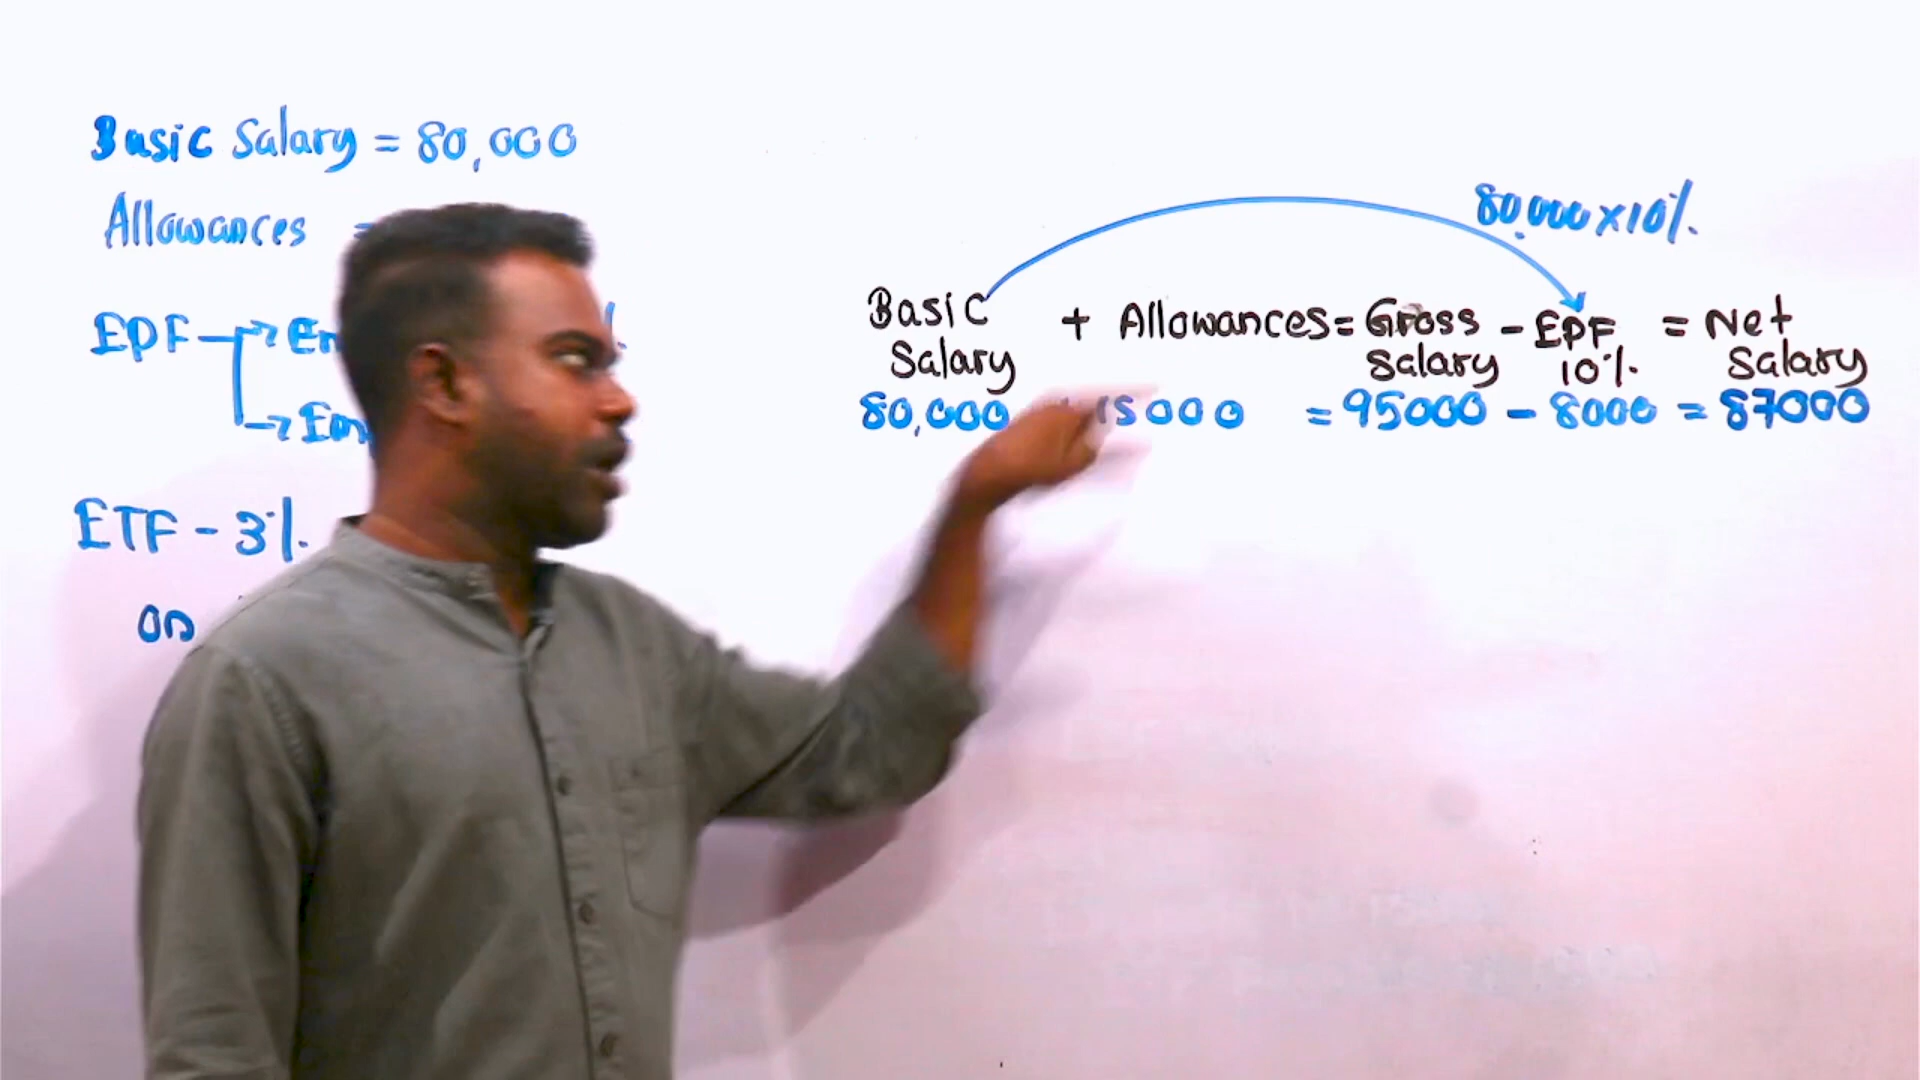 Basic Salary = 80,000
Allowances =
EPF
ETF - 3%.
on
80,000 x 10%.
Basic Salary + Allowances = Gross Salary - EPF 10%. = Net Salary
80,000 15000 = 95000 - 8000 = 87000